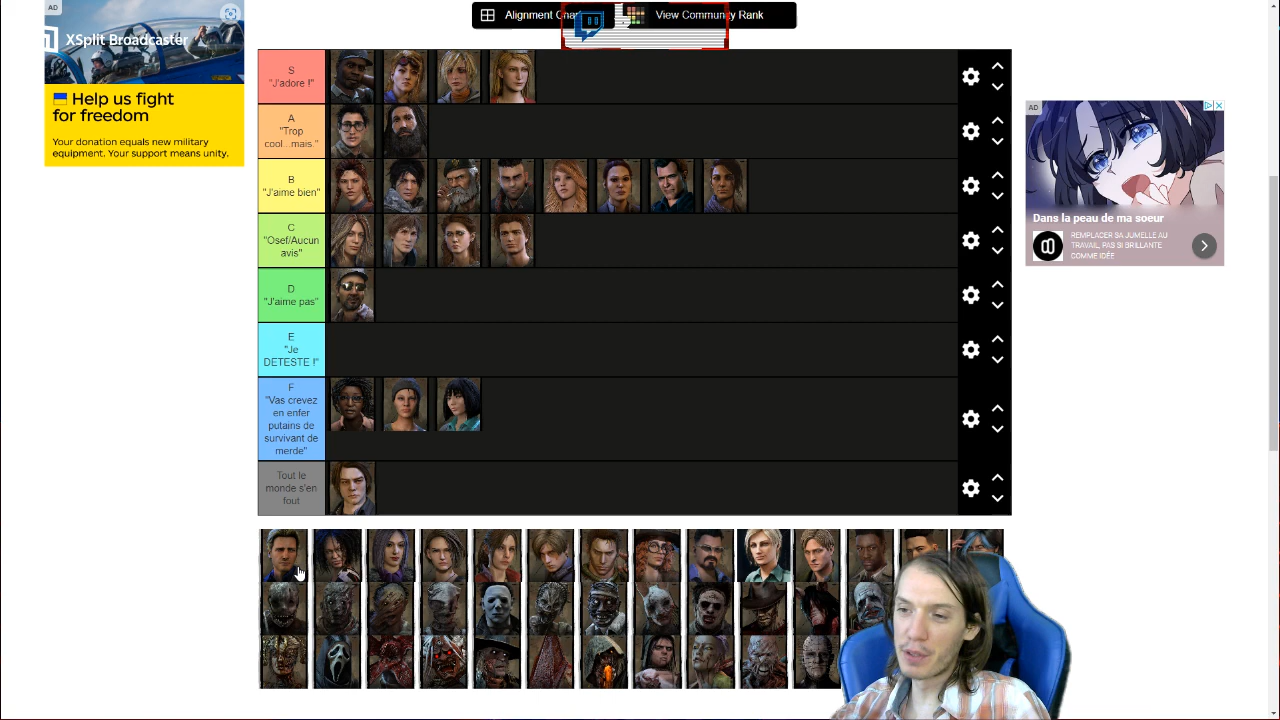 AD
XSplit Broadcaster
Help us fight
for freedom
Your donation equals new military
equipment. Your support means unity.
Alignment
View Community Rank
S
"J'adore !"
A
"Trop
cool...mais."
B
"J'aime bien"
C
"Osef/Aucun
avis"
D
"J'aime pas"
E
"Je
DETESTE !"
F
"Vas crevez
en enfer
putains de
survivant de
merde"
Tout le
monde s'en
fout
AD
Dans la peau de ma soeur
REMPLACER SA JUMELLE AU
TRAVAIL, PAS SI BRILLANTE
COMME IDÉE